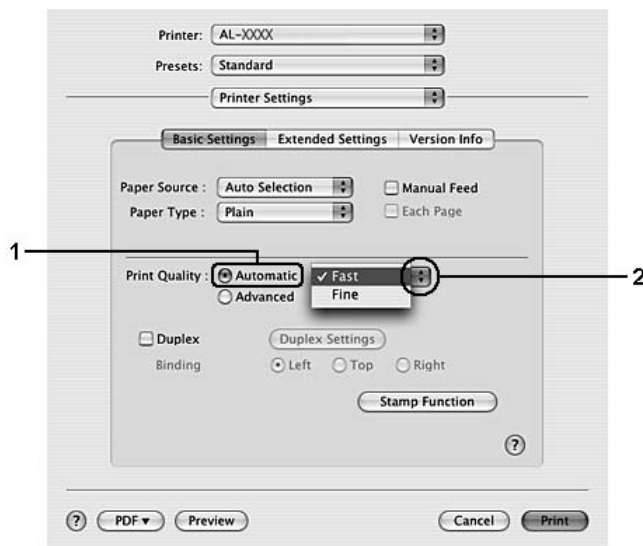 Printer: AL-XXXX
Presets: Standard
Printer Settings
Basic Settings Extended Settings Version Info
Paper Source : Auto Selection Manual Feed
Paper Type : Plain Each Page
1
Print Quality : Automatic ✓ Fast 2
Advanced Fine
Duplex Duplex Settings
Binding Left Top Right
Stamp Function
?
? PDF ▾ Preview Cancel Print